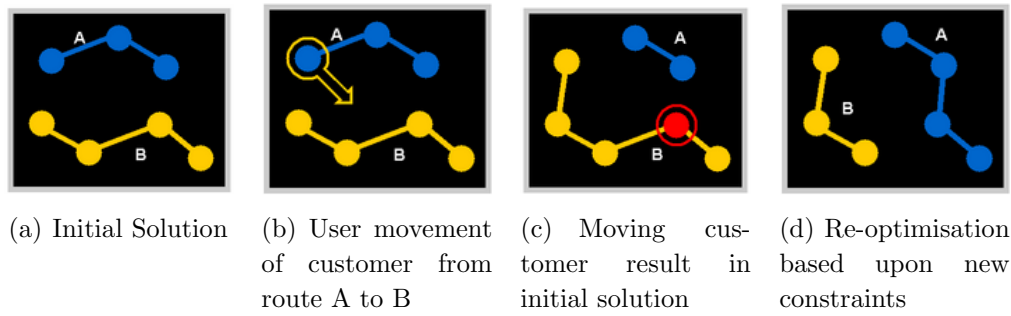 A
B
A
B
A
B
A
B
(a) Initial Solution
(b) User movement
of customer from
route A to B
(c) Moving cus-
tomer result in
initial solution
(d) Re-optimisation
based upon new
constraints